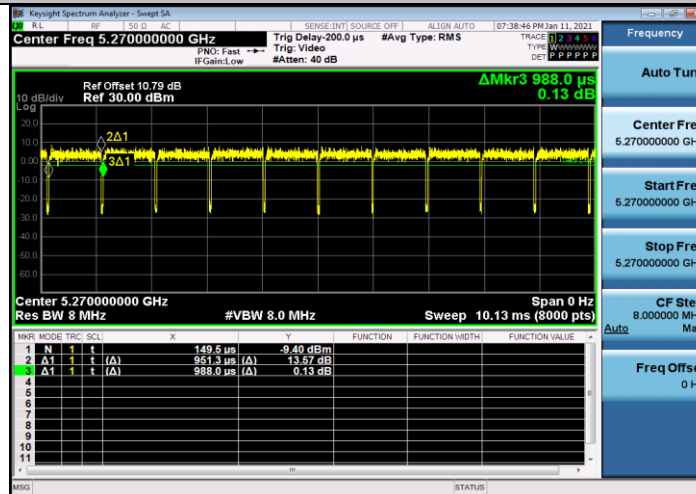 Keysight Spectrum Analyzer - Swept SA
RL RF 50 Ω AC SENSE:INT SOURCE OFF ALIGN AUTO 07:38:46 PM Jan 11, 2021
Center Freq 5.270000000 GHz
PNO: Fast
IFGain:Low
Trig Delay-200.0 µs #Avg Type: RMS
Trig: Video
#Atten: 40 dB
TRACE 1 2 3 4 5 6
TYPE WWWWWW
DET P P P P P P
Frequency
Auto Tun
Ref Offset 10.79 dB
10 dB/div Ref 30.00 dBm
Log
ΔMkr3 988.0 µs
0.13 dB
20.0
10.0
0.00
-10.0
-20.0
-30.0
-40.0
-50.0
-60.0
2Δ1
3Δ1
Center Fre
5.270000000 GH
Start Fre
5.270000000 GH
Stop Fre
5.270000000 GH
Center 5.270000000 GHz Span 0 Hz
Res BW 8 MHz #VBW 8.0 MHz Sweep 10.13 ms (8000 pts)
CF Ste
8.000000 MH
Auto Ma
Freq Offse
0 H
MKR MODE TRC SCL X Y FUNCTION FUNCTION WIDTH FUNCTION VALUE
1 N 1 t 149.5 µs -9.40 dBm
2 Δ1 1 t (Δ) 951.3 µs (Δ) 13.57 dB
3 Δ1 1 t (Δ) 988.0 µs (Δ) 0.13 dB
4
5
6
7
8
9
10
11
MSG STATUS